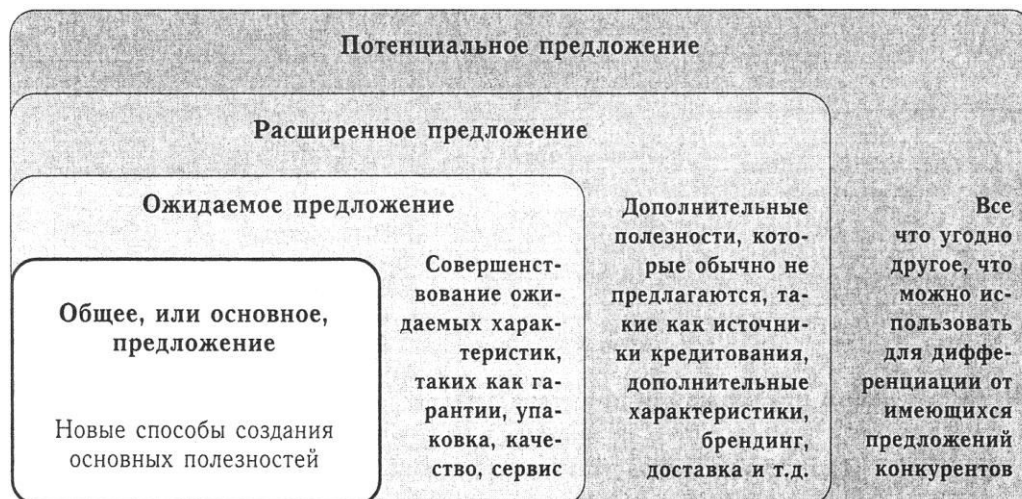 Потенциальное предложение
Расширенное предложение
Ожидаемое предложение
Общее, или основное,
предложение
Новые способы создания
основных полезностей
Совершенст-
вование ожи-
даемых харак-
теристик,
таких как га-
рантии, упа-
ковка, каче-
ство, сервис
Дополнительные
полезности, кото-
рые обычно не
предлагаются, та-
кие как источни-
ки кредитования,
дополнительные
характеристики,
брендинг,
доставка и т.д.
Все
что угодно
другое, что
можно ис-
пользовать
для диффе-
ренциации от
имеющихся
предложений
конкурентов